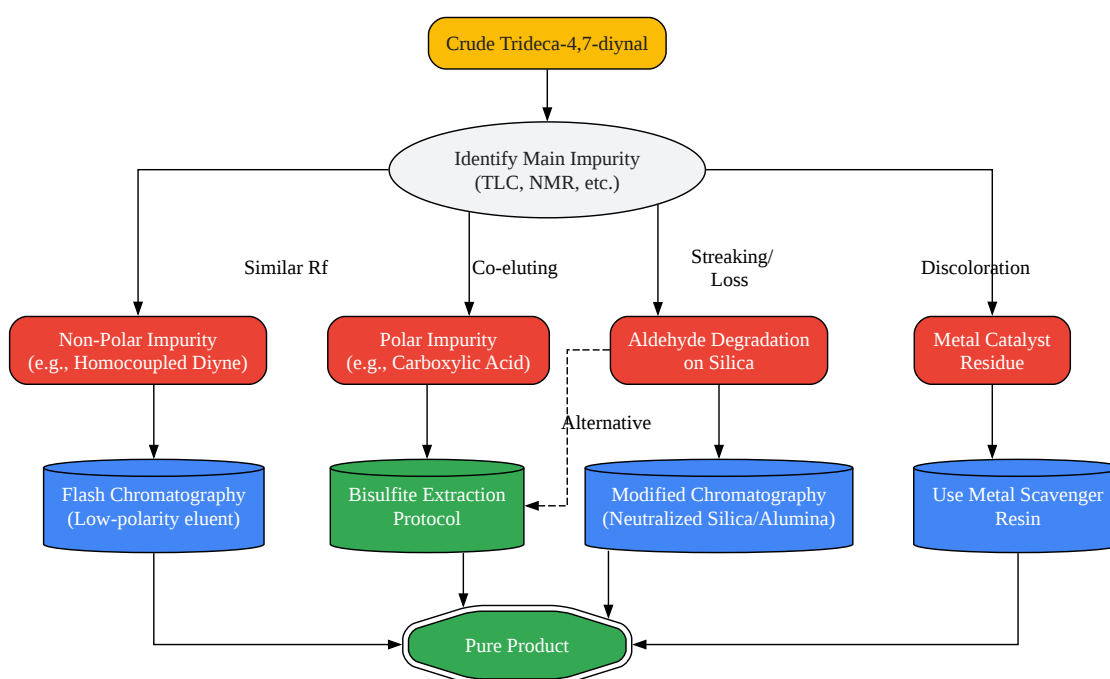 Crude Trideca-4,7-diynal
Identify Main Impurity
(TLC, NMR, etc.)
Similar Rf
Co-eluting
Streaking/
Loss
Discoloration
Non-Polar Impurity
(e.g., Homocoupled Diyne)
Polar Impurity
(e.g., Carboxylic Acid)
Aldehyde Degradation
on Silica
Metal Catalyst
Residue
Alternative
Flash Chromatography
(Low-polarity eluent)
Bisulfite Extraction
Protocol
Modified Chromatography
(Neutralized Silica/Alumina)
Use Metal Scavenger
Resin
Pure Product